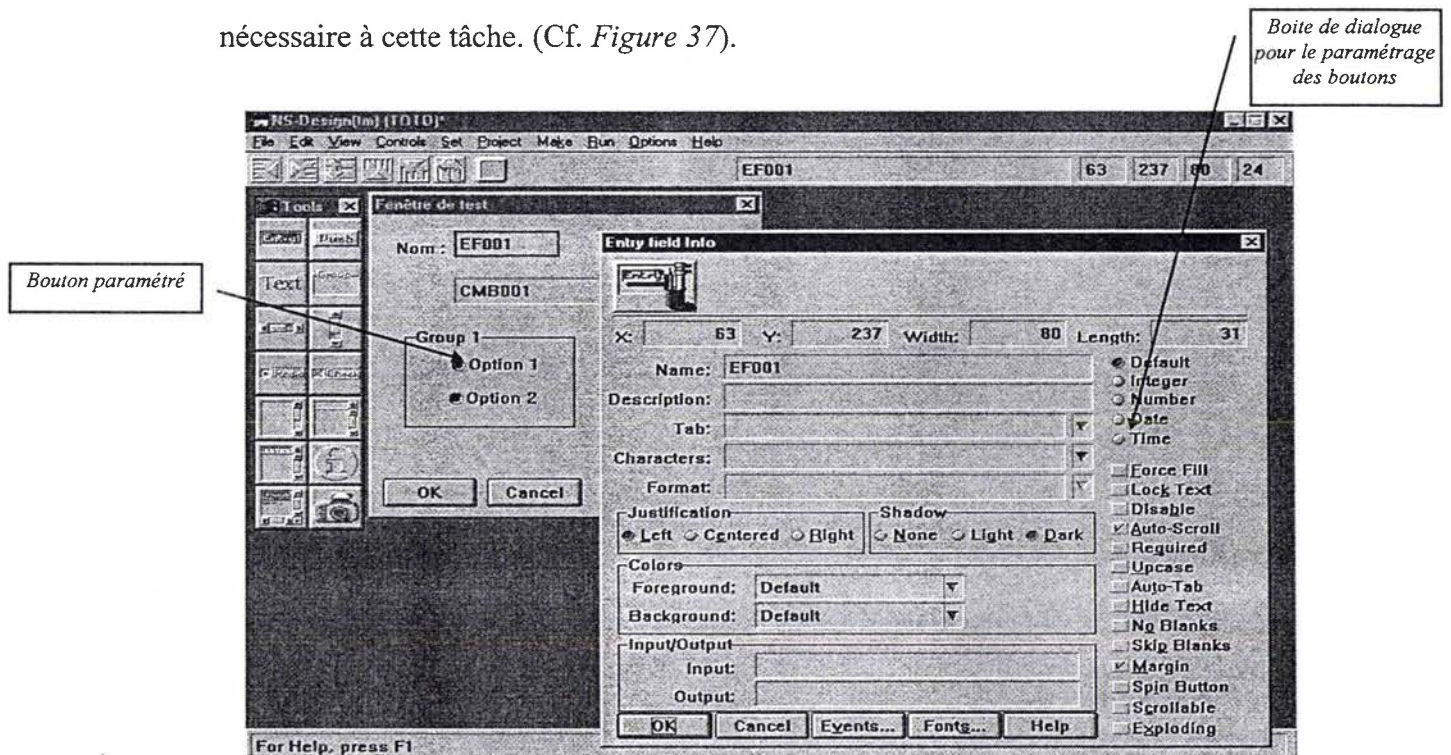 nécessaire à cette tâche. (Cf. Figure 37).
Boite de dialogue
pour le paramétrage
des boutons
NS-Design(tm) (TOTO)*
File Edit View Controls Set Project Make Run Options Help
EF001 63 237 80 24
Tools
Fenêtre de test
Push
Nom : EF001
Text
Group
CMB001
Bouton paramétré
Group 1
Option 1
Option 2
Radio Check
OK Cancel
Entry field Info
Entry
X: 63 Y: 237 Width: 80 Length: 31
Name: EF001
Description:
Tab:
Characters:
Format:
Default
Integer
Number
Date
Time
Force Fill
Lock Text
Disable
Auto-Scroll
Required
Upcase
Auto-Tab
Hide Text
No Blanks
Skip Blanks
Margin
Spin Button
Scrollable
Exploding
Justification
Left Centered Right
Shadow
None Light Dark
Colors
Foreground: Default
Background: Default
Input/Output
Input:
Output:
OK Cancel Events... Fonts... Help
For Help, press F1